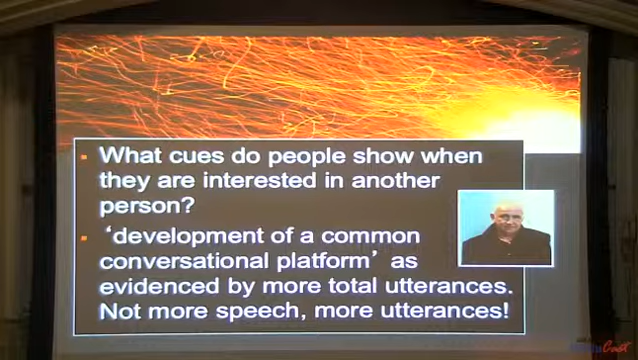 What cues do people show when
they are interested in another
person?
‘development of a common
conversational platform’ as
evidenced by more total utterances.
Not more speech, more utterances!